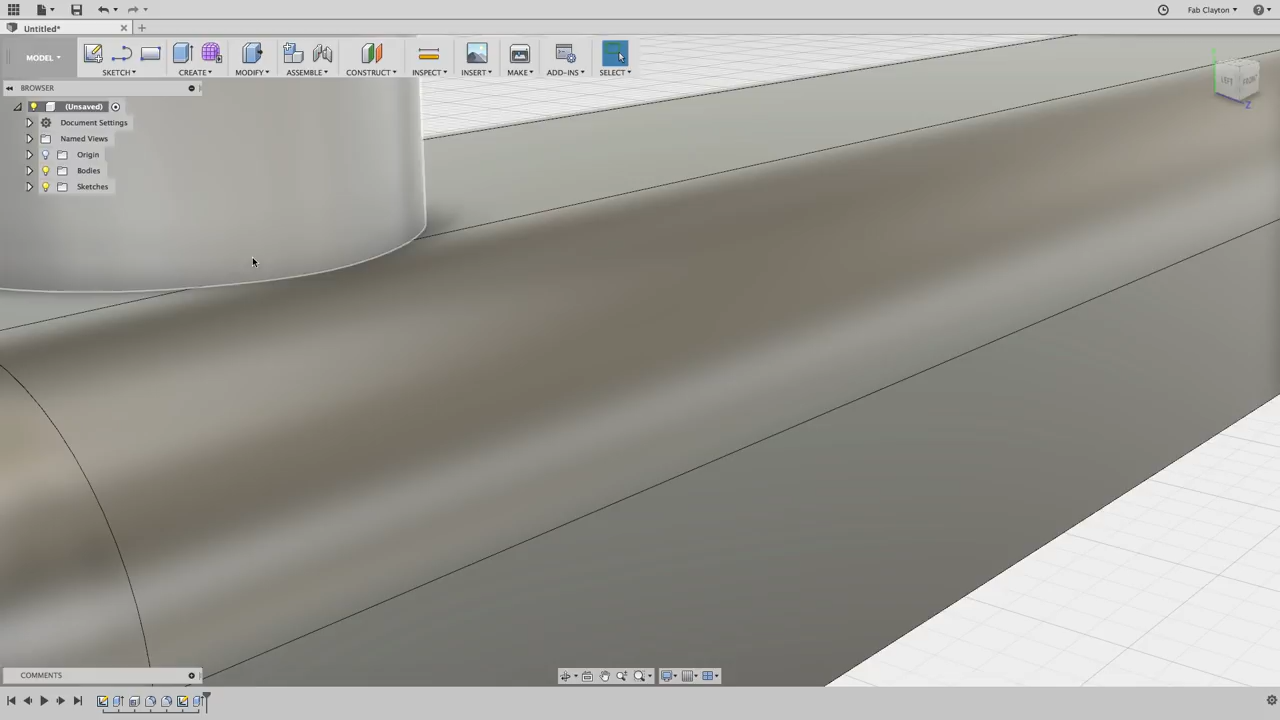 Fab Clayton
Untitled*
MODEL
SKETCH
CREATE
MODIFY
ASSEMBLE
CONSTRUCT
INSPECT
INSERT
MAKE
ADD-INS
SELECT
BROWSER
(Unsaved)
Document Settings
Named Views
Origin
Bodies
Sketches
Z
COMMENTS